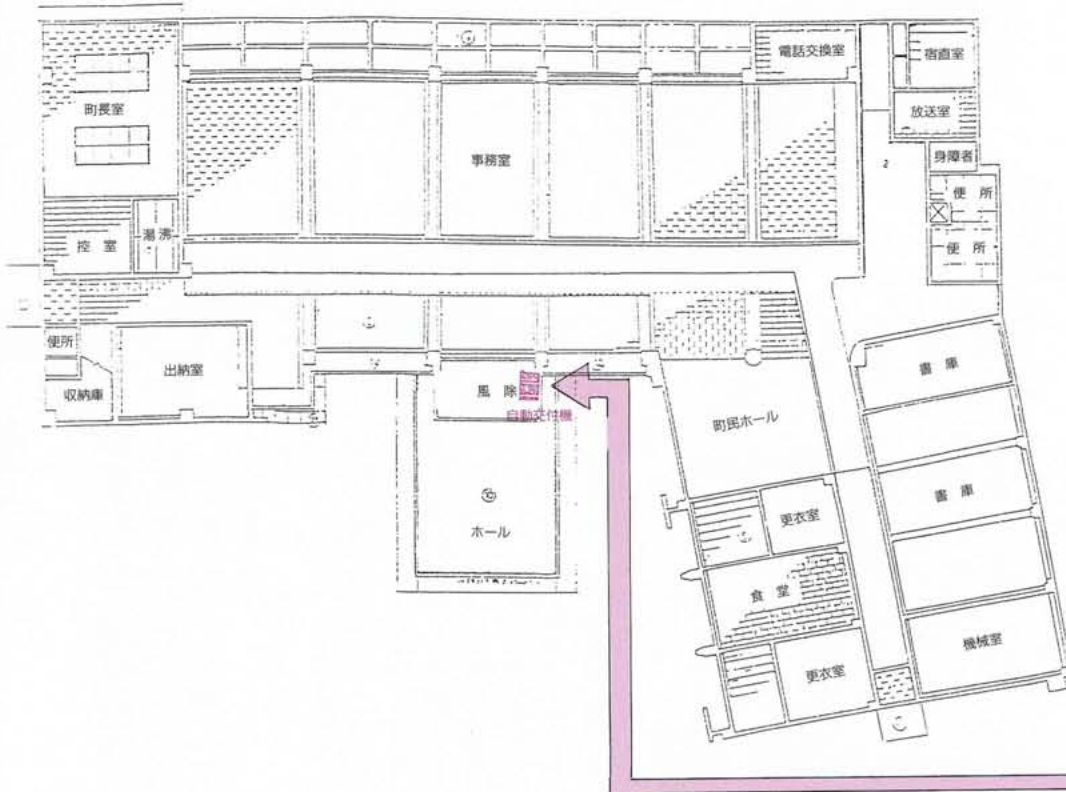 電話交換室
宿直室
町長室
放送室
事務室
身障者
便所
便所
控室
湯沸
便所
出納室
収納庫
風除
自動交付機
書庫
町民ホール
書庫
更衣室
ホール
食堂
機械室
更衣室
2